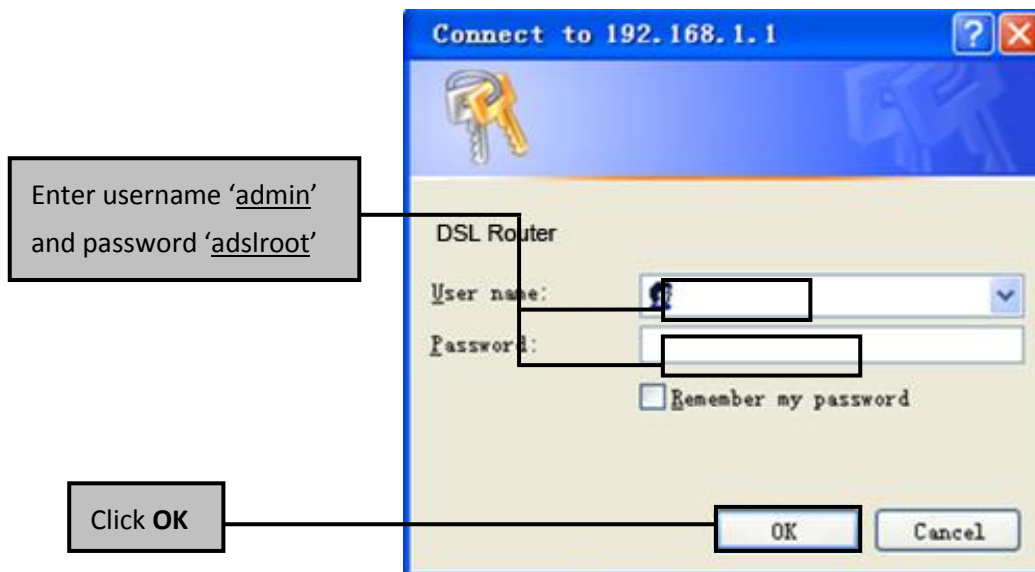 Connect to 192.168.1.1
Enter username ‘admin’
and password ‘adslroot’
DSL Router
User name:
Password:
Remember my password
Click OK
OK
Cancel